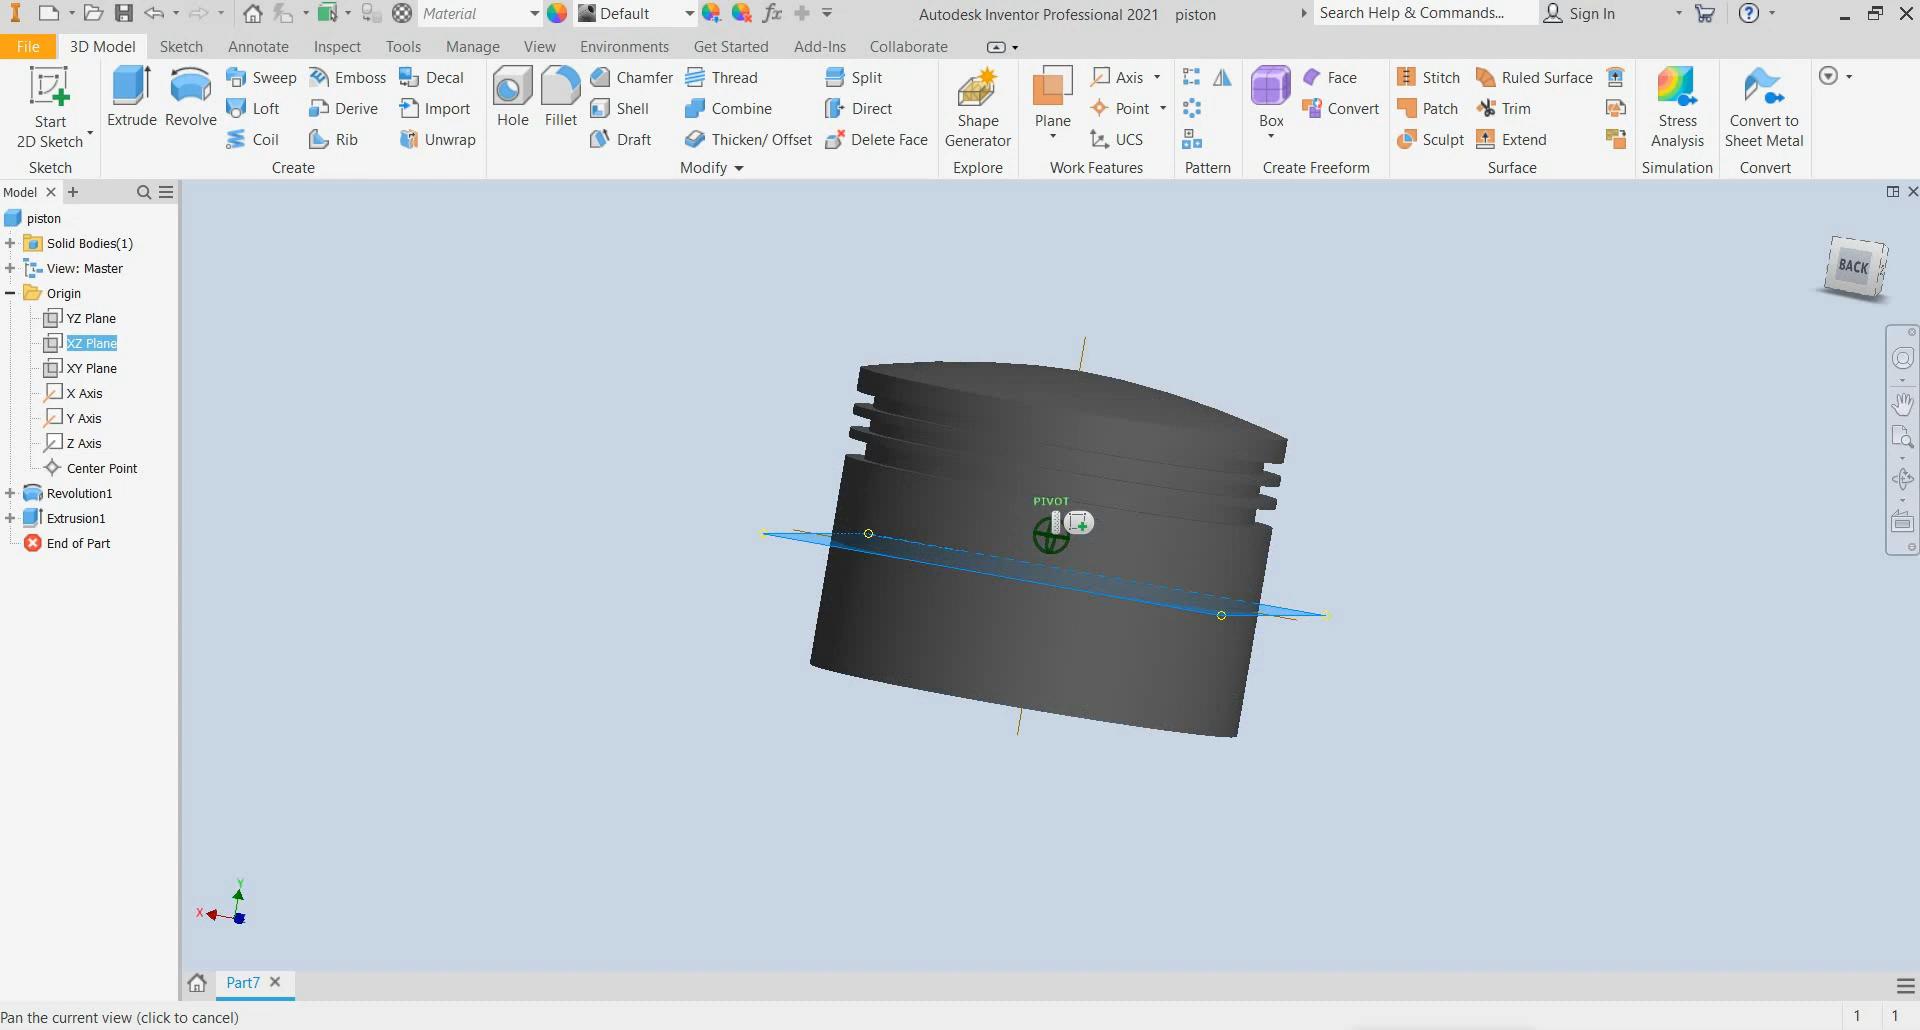 Material
Default
Autodesk Inventor Professional 2021 piston
Search Help & Commands...
Sign In
File
3D Model
Sketch
Annotate
Inspect
Tools
Manage
View
Environments
Get Started
Add-Ins
Collaborate
Start
2D Sketch
Sketch
Extrude
Revolve
Sweep
Emboss
Decal
Loft
Derive
Import
Coil
Rib
Unwrap
Create
Hole
Fillet
Chamfer
Thread
Split
Shell
Combine
Direct
Draft
Thicken/ Offset
Delete Face
Modify
Shape
Generator
Explore
Plane
Axis
Point
UCS
Work Features
Pattern
Box
Face
Convert
Create Freeform
Stitch
Ruled Surface
Patch
Trim
Sculpt
Extend
Surface
Stress
Analysis
Simulation
Convert to
Sheet Metal
Convert
Model
piston
Solid Bodies(1)
View: Master
Origin
YZ Plane
XZ Plane
XY Plane
X Axis
Y Axis
Z Axis
Center Point
Revolution1
Extrusion1
End of Part
BACK
PIVOT
Y
X
Part7
Pan the current view (click to cancel)
1 1